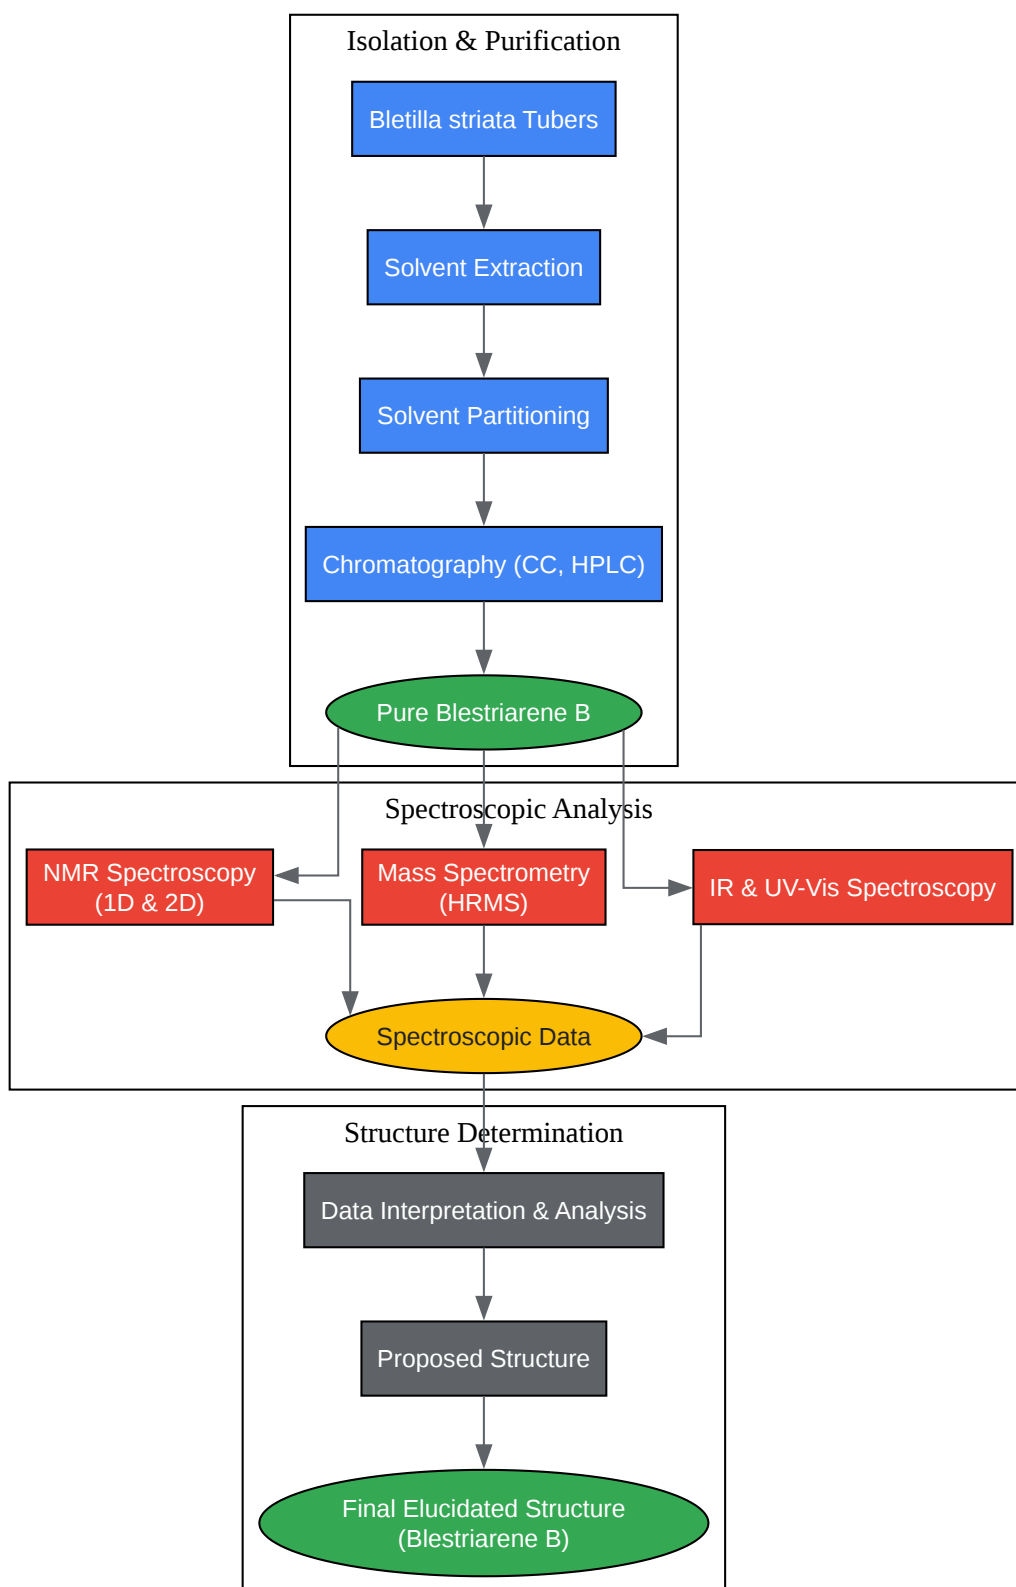 Isolation & Purification
Bletilla striata Tubers
Solvent Extraction
Solvent Partitioning
Chromatography (CC, HPLC)
Pure Blestriarene B
Spectroscopic Analysis
NMR Spectroscopy
(1D & 2D)
Mass Spectrometry
(HRMS)
IR & UV-Vis Spectroscopy
Spectroscopic Data
Structure Determination
Data Interpretation & Analysis
Proposed Structure
Final Elucidated Structure
(Blestriarene B)